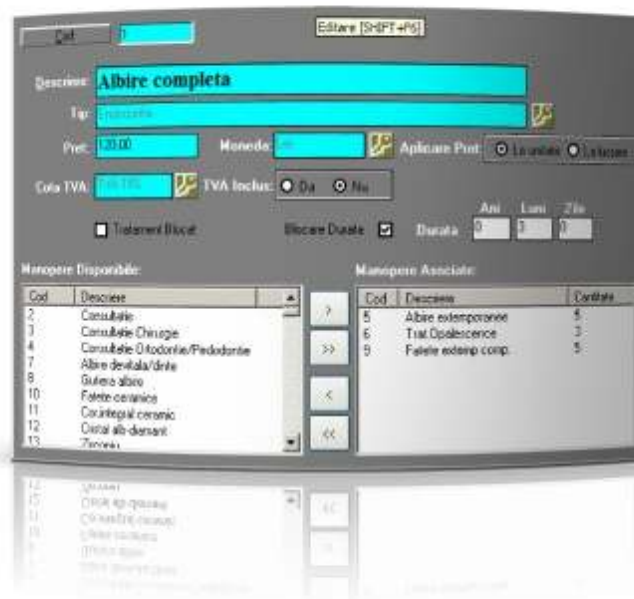 Cod
Editare [SHIFT+F6]
Descriere: Albire completa
Tip:
Pret: 120.00 Moneda: Aplicare Pret: La unitate
Cota TVA: TVA Inclus: Da Nu
Ani Luni Zile
Tratament Blocat Blocare Durata Durata 0 3 0
Manopere Disponibile: Manopere Asociate:
Cod Descriere > Cod Descriere Cantitate
2 Consultatie 5 Albire extemporanee 5
3 Consultatie Chirurgie 6 Trat Opalescence 3
4 Consultatie Ortodontie/Pedodontie >> 9 Fatete extemp comp. 5
7 Albire devitala/dinte
8 Gutiera albire <
10 Fatete ceramica
11 Cor.integral ceramic
12 Cristal alb-diamant <<
13 Zirconiu